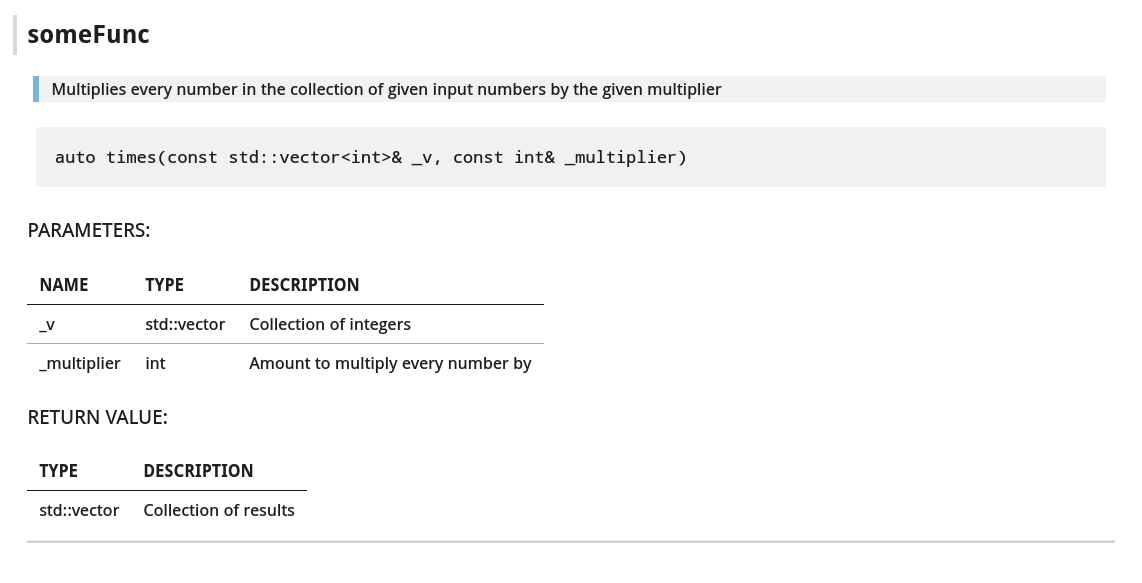 someFunc
Multiplies every number in the collection of given input numbers by the given multiplier
auto times(const std::vector<int>& _v, const int& _multiplier)
PARAMETERS:
NAME TYPE DESCRIPTION
_v std::vector Collection of integers
_multiplier int Amount to multiply every number by
RETURN VALUE:
TYPE DESCRIPTION
std::vector Collection of results